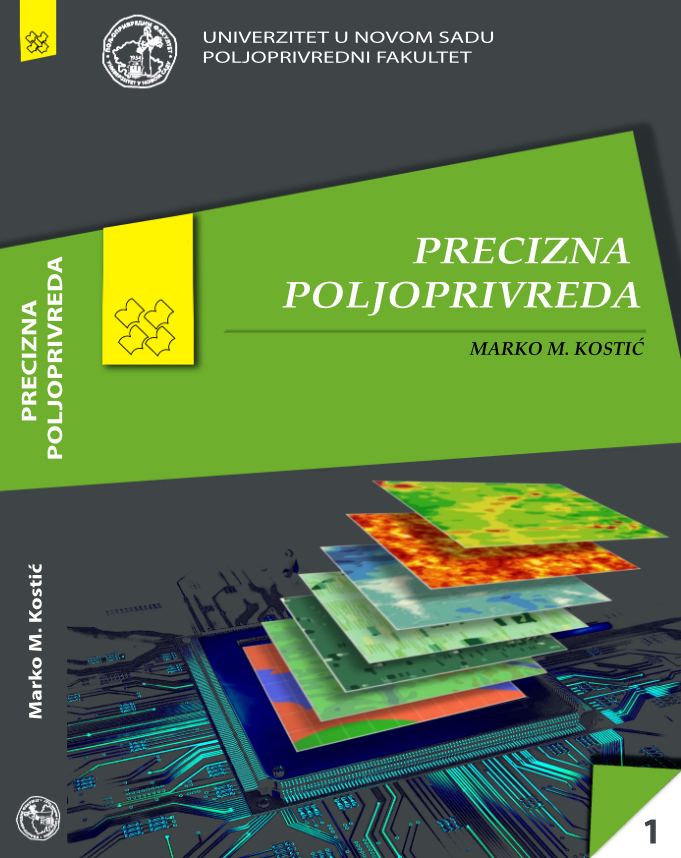 UNIVERZITET U NOVOM SADU
POLJOPRIVREDNI FAKULTET
PRECIZNA
POLJOPRIVREDA
MARKO M. KOSTIĆ
PRECIZNA
POLJOPRIVREDA
Marko M. Kostić
1